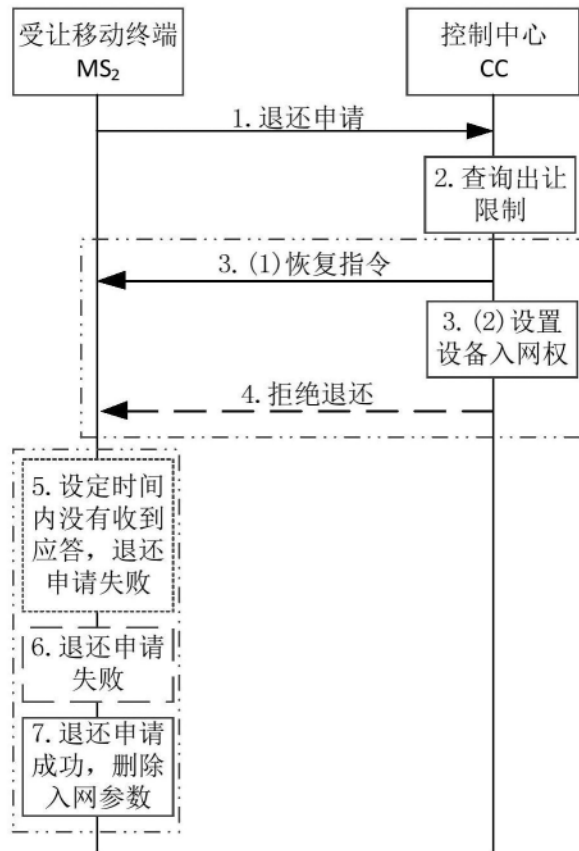 受让移动终端
MS₂
控制中心
CC
1.退还申请
2.查询出让
限制
3.(1)恢复指令
3.(2)设置
设备入网权
4.拒绝退还
5.设定时间
内没有收到
应答，退还
申请失败
6.退还申请
失败
7.退还申请
成功，删除
入网参数